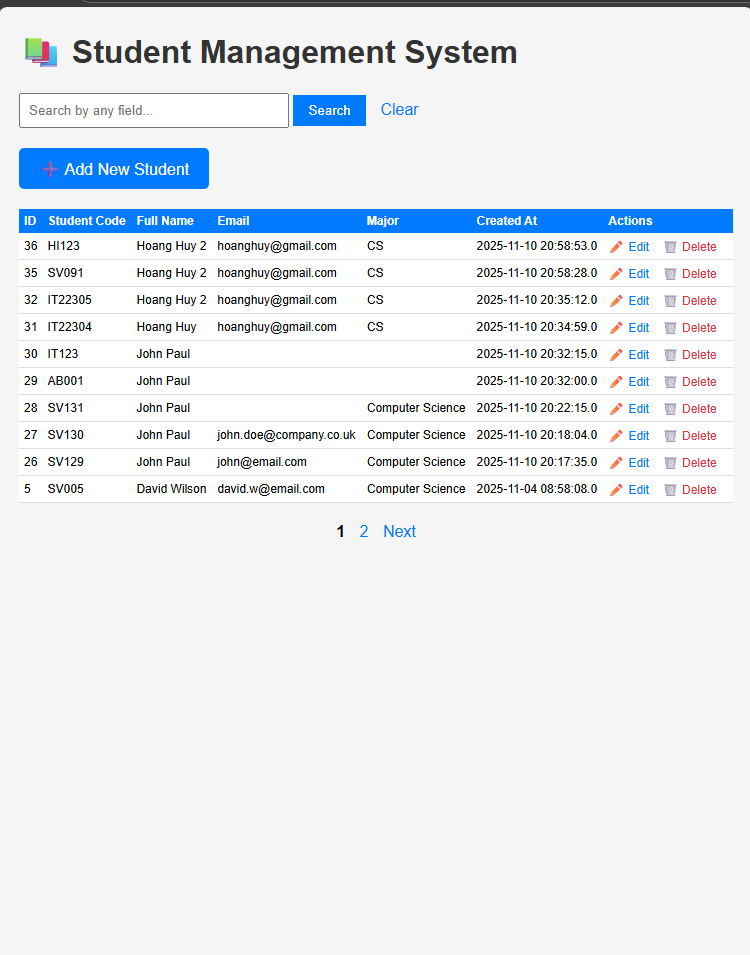 Student Management System
Search by any field... Search Clear
Add New Student
ID Student Code Full Name Email Major Created At Actions
36 HI123 Hoang Huy 2 hoanghuy@gmail.com CS 2025-11-10 20:58:53.0 Edit Delete
35 SV091 Hoang Huy 2 hoanghuy@gmail.com CS 2025-11-10 20:58:28.0 Edit Delete
32 IT22305 Hoang Huy 2 hoanghuy@gmail.com CS 2025-11-10 20:35:12.0 Edit Delete
31 IT22304 Hoang Huy hoanghuy@gmail.com CS 2025-11-10 20:34:59.0 Edit Delete
30 IT123 John Paul 2025-11-10 20:32:15.0 Edit Delete
29 AB001 John Paul 2025-11-10 20:32:00.0 Edit Delete
28 SV131 John Paul Computer Science 2025-11-10 20:22:15.0 Edit Delete
27 SV130 John Paul john.doe@company.co.uk Computer Science 2025-11-10 20:18:04.0 Edit Delete
26 SV129 John Paul john@email.com Computer Science 2025-11-10 20:17:35.0 Edit Delete
5 SV005 David Wilson david.w@email.com Computer Science 2025-11-04 08:58:08.0 Edit Delete
1 2 Next